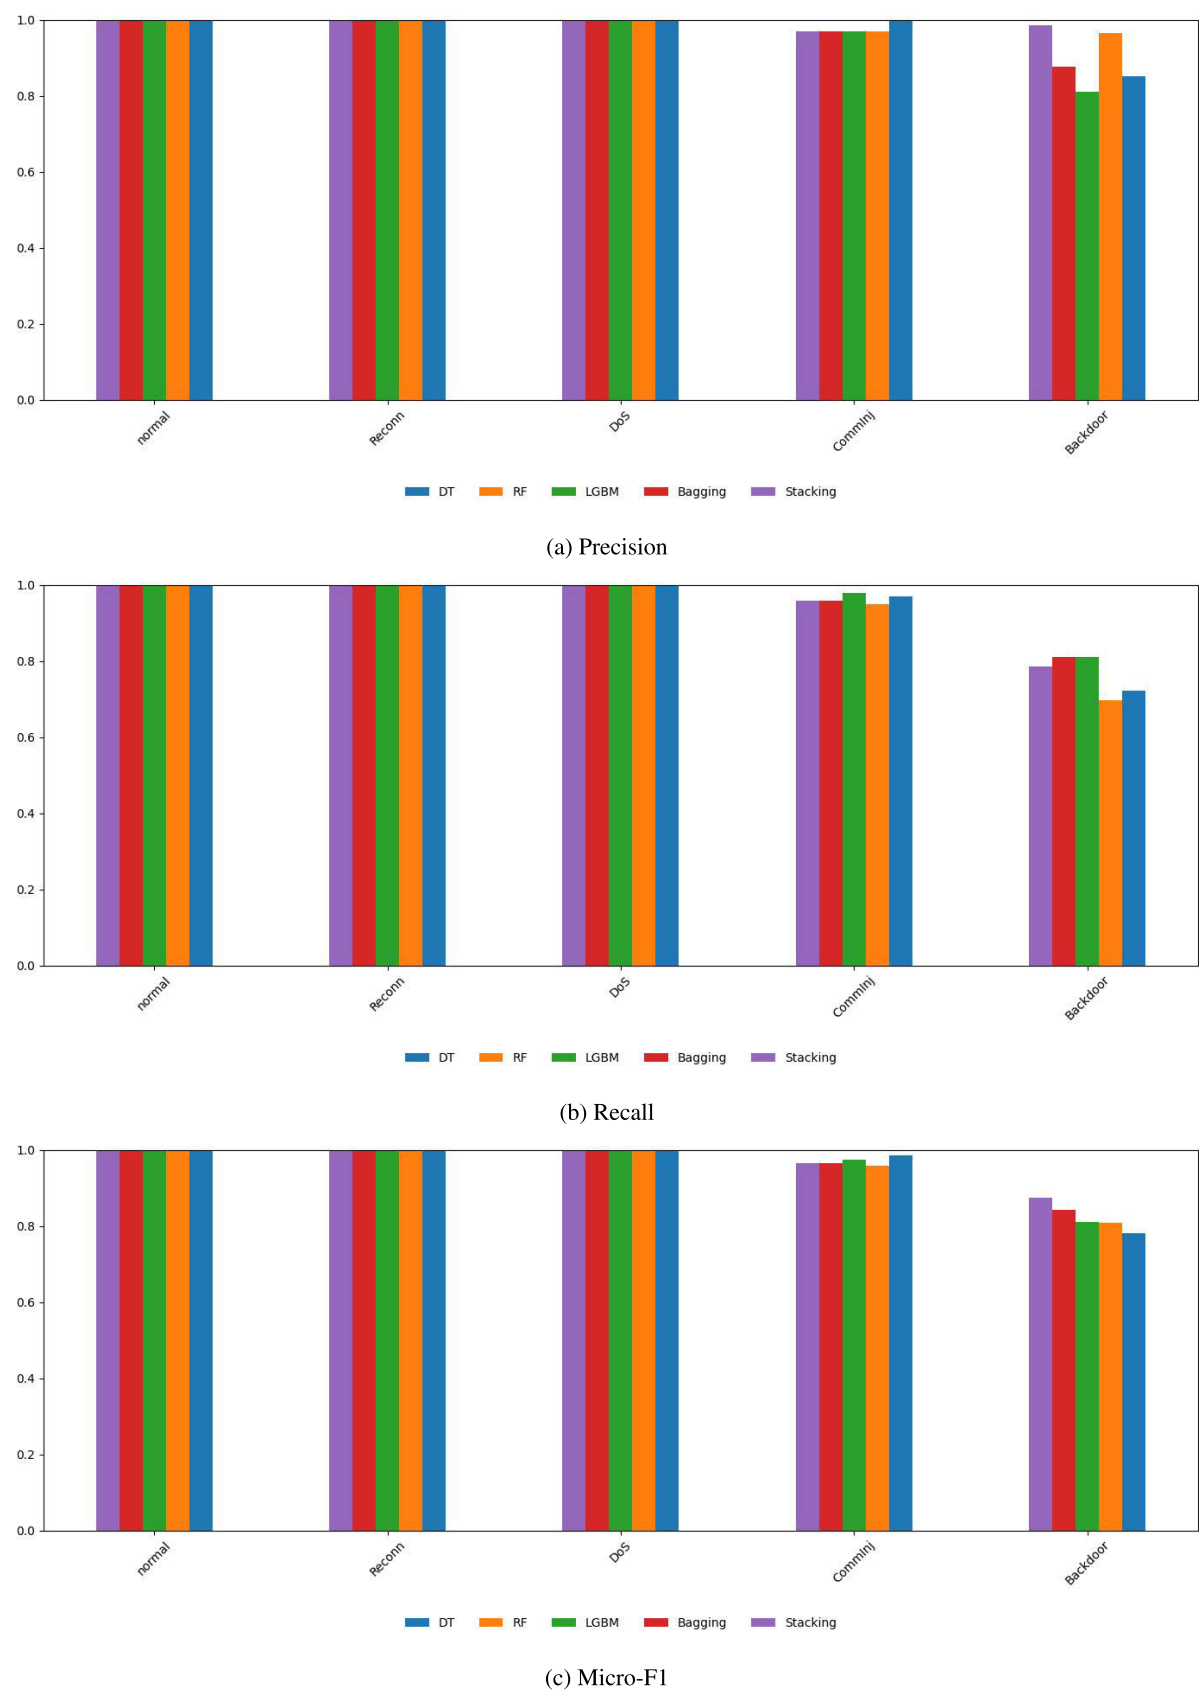 1.0
0.8
0.6
0.4
0.2
0.0
normal Reconn DoS CommInj Backdoor
DT RF LGBM Bagging Stacking
(a) Precision
1.0
0.8
0.6
0.4
0.2
0.0
normal Reconn DoS CommInj Backdoor
DT RF LGBM Bagging Stacking
(b) Recall
1.0
0.8
0.6
0.4
0.2
0.0
normal Reconn DoS CommInj Backdoor
DT RF LGBM Bagging Stacking
(c) Micro-F1